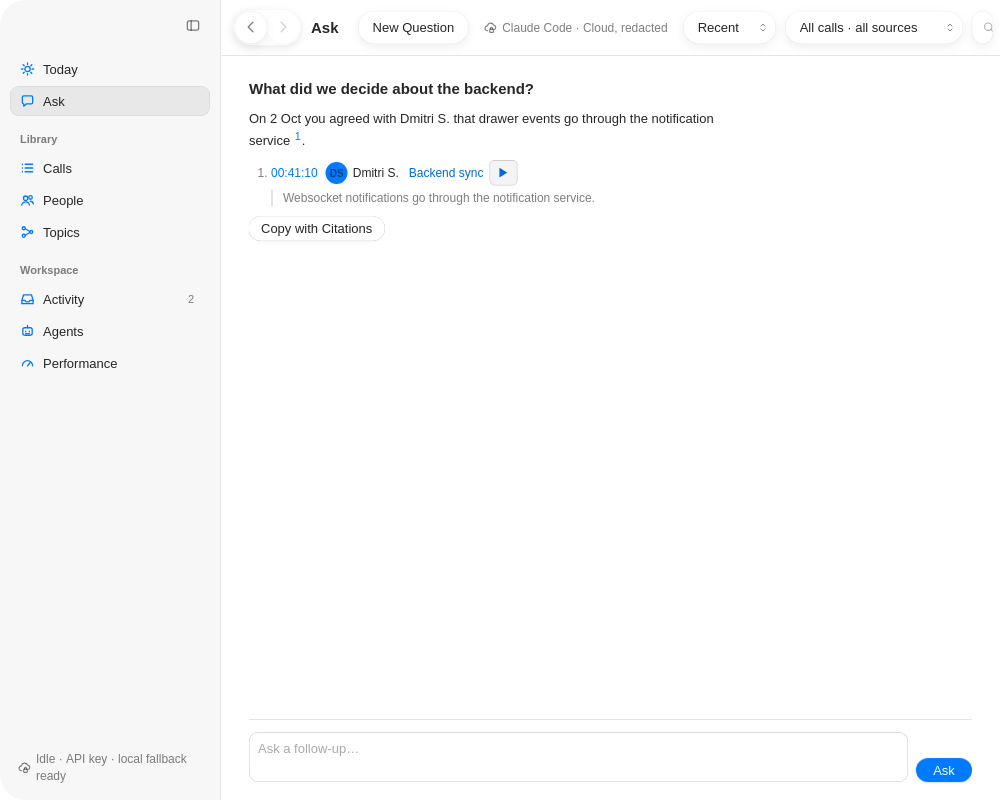 Today
Ask
Library
Calls
People
Topics
Workspace
Activity 2
Agents
Performance
Idle · API key · local fallback
ready
Ask
New Question
Claude Code · Cloud, redacted
Recent
All calls · all sources
What did we decide about the backend?
On 2 Oct you agreed with Dmitri S. that drawer events go through the notification
service 1.
1. 00:41:10 DS Dmitri S. Backend sync
Websocket notifications go through the notification service.
Copy with Citations
Ask a follow-up…
Ask